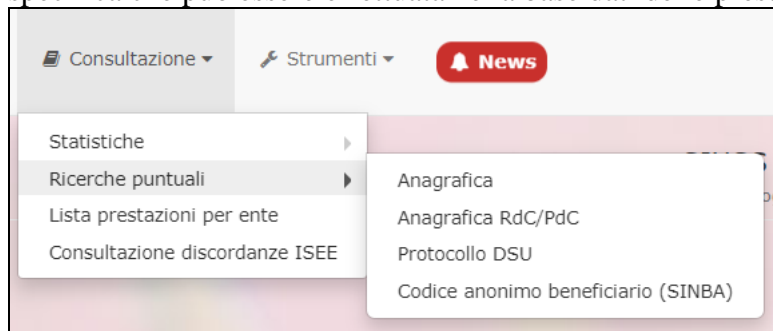 Consultazione Strumenti News
Statistiche
Ricerche puntuali
Lista prestazioni per ente
Consultazione discordanze ISEE
Anagrafica
Anagrafica RdC/PdC
Protocollo DSU
Codice anonimo beneficiario (SINBA)